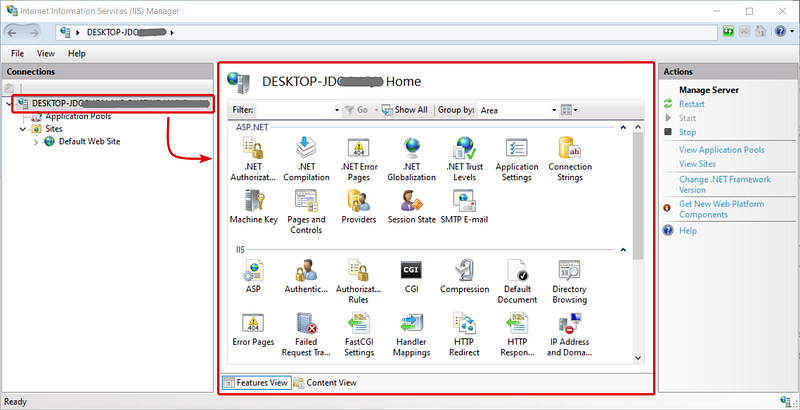 Internet Information Services (IIS) Manager
DESKTOP-JDC
File View Help
Connections
DESKTOP-JDC
Application Pools
Sites
Default Web Site
DESKTOP-JDC Home
Filter: Go Show All Group by: Area
ASP.NET
.NET Authorizat...
.NET Compilation
.NET Error Pages
.NET Globalization
.NET Trust Levels
Application Settings
Connection Strings
Machine Key
Pages and Controls
Providers
Session State
SMTP E-mail
IIS
ASP
Authentic...
Authorizat... Rules
CGI
Compression
Default Document
Directory Browsing
Error Pages
Failed Request Tra...
FastCGI Settings
Handler Mappings
HTTP Redirect
HTTP Respon...
IP Address and Doma...
Features View Content View
Actions
Manage Server
Restart
Start
Stop
View Application Pools
View Sites
Change .NET Framework
Version
Get New Web Platform
Components
Help
Ready